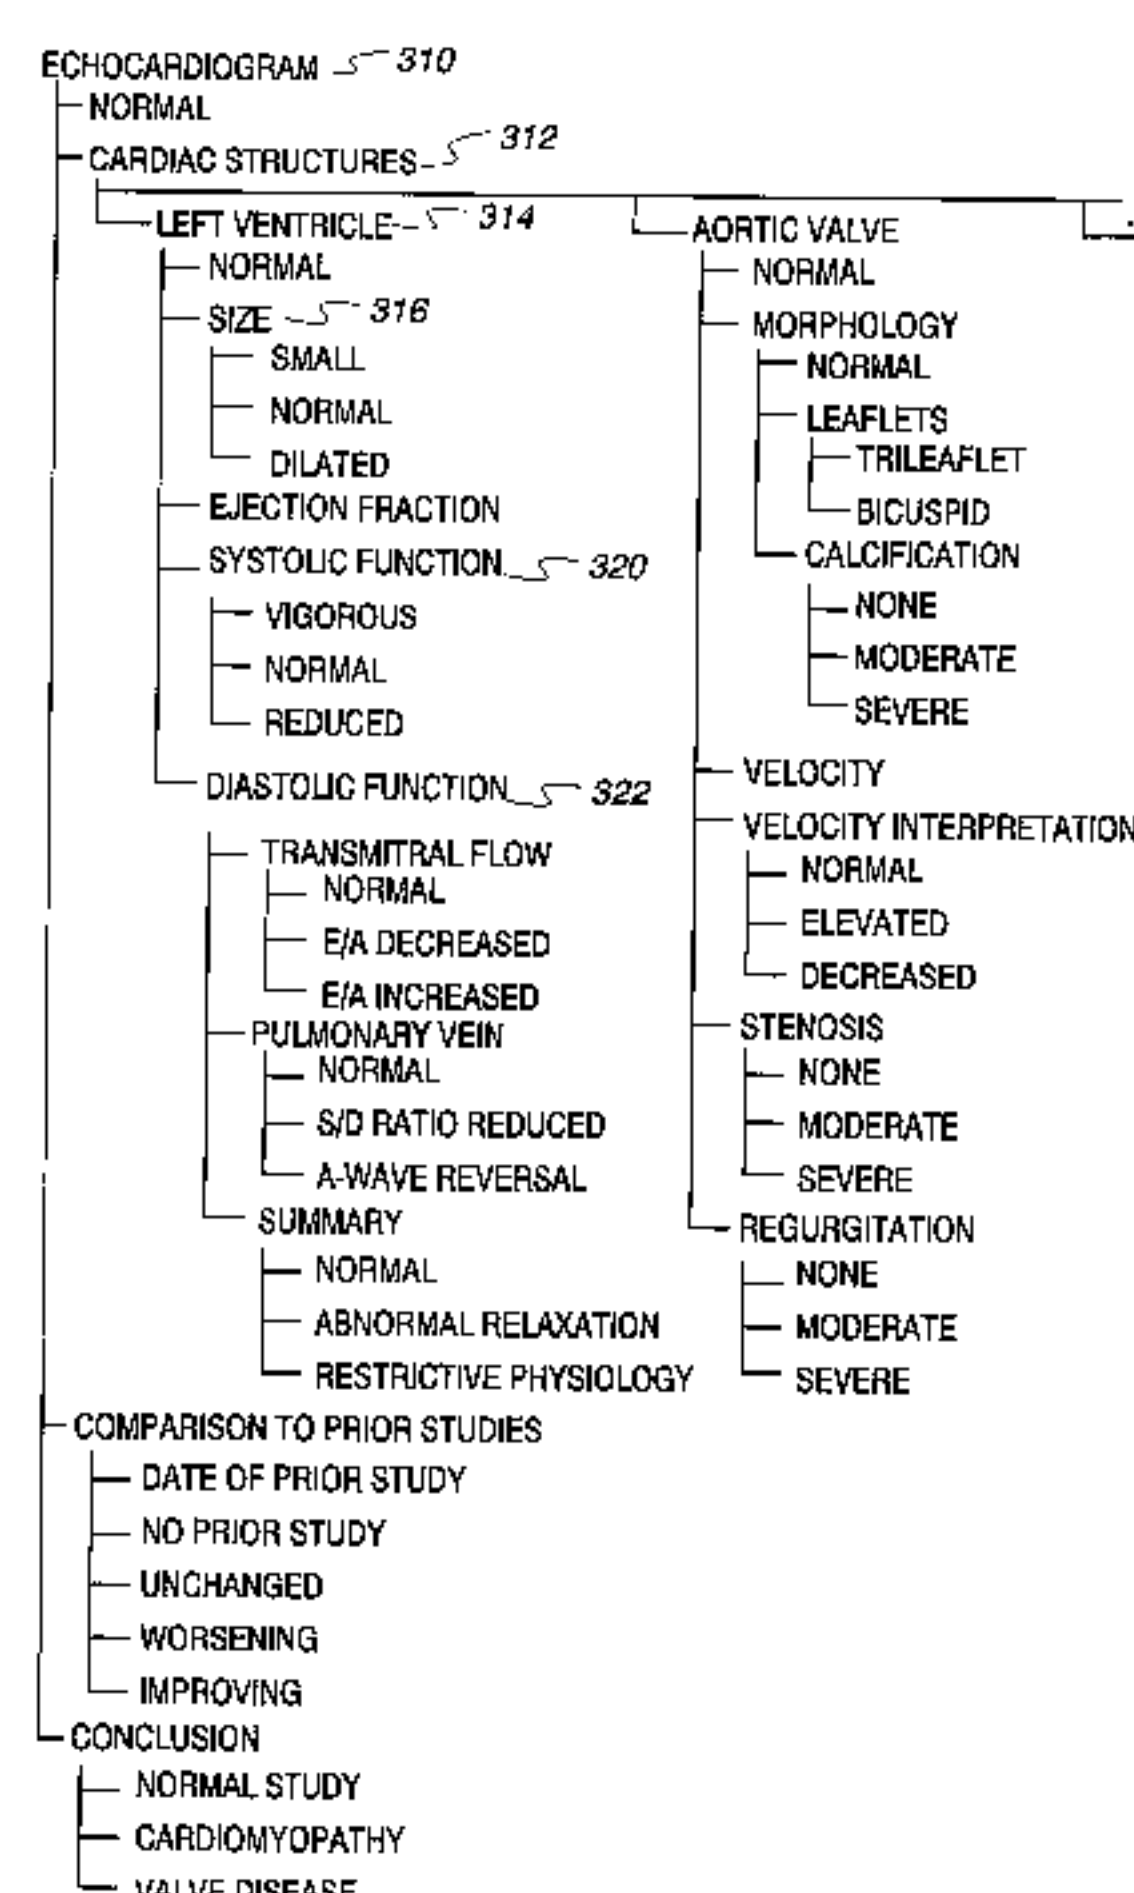 ECHOCARDIOGRAM 310
NORMAL
CARDIAC STRUCTURES 312
LEFT VENTRICLE 314
NORMAL
SIZE 316
SMALL
NORMAL
DILATED
EJECTION FRACTION
SYSTOLIC FUNCTION 320
VIGOROUS
NORMAL
REDUCED
DIASTOLIC FUNCTION 322
TRANSMITRAL FLOW
NORMAL
E/A DECREASED
E/A INCREASED
PULMONARY VEIN
NORMAL
S/D RATIO REDUCED
A-WAVE REVERSAL
SUMMARY
NORMAL
ABNORMAL RELAXATION
RESTRICTIVE PHYSIOLOGY
AORTIC VALVE
NORMAL
MORPHOLOGY
NORMAL
LEAFLETS
TRILEAFLET
BICUSPID
CALCIFICATION
NONE
MODERATE
SEVERE
VELOCITY
VELOCITY INTERPRETATION
NORMAL
ELEVATED
DECREASED
STENOSIS
NONE
MODERATE
SEVERE
REGURGITATION
NONE
MODERATE
SEVERE
COMPARISON TO PRIOR STUDIES
DATE OF PRIOR STUDY
NO PRIOR STUDY
UNCHANGED
WORSENING
IMPROVING
CONCLUSION
NORMAL STUDY
CARDIOMYOPATHY
VALVE DISEASE